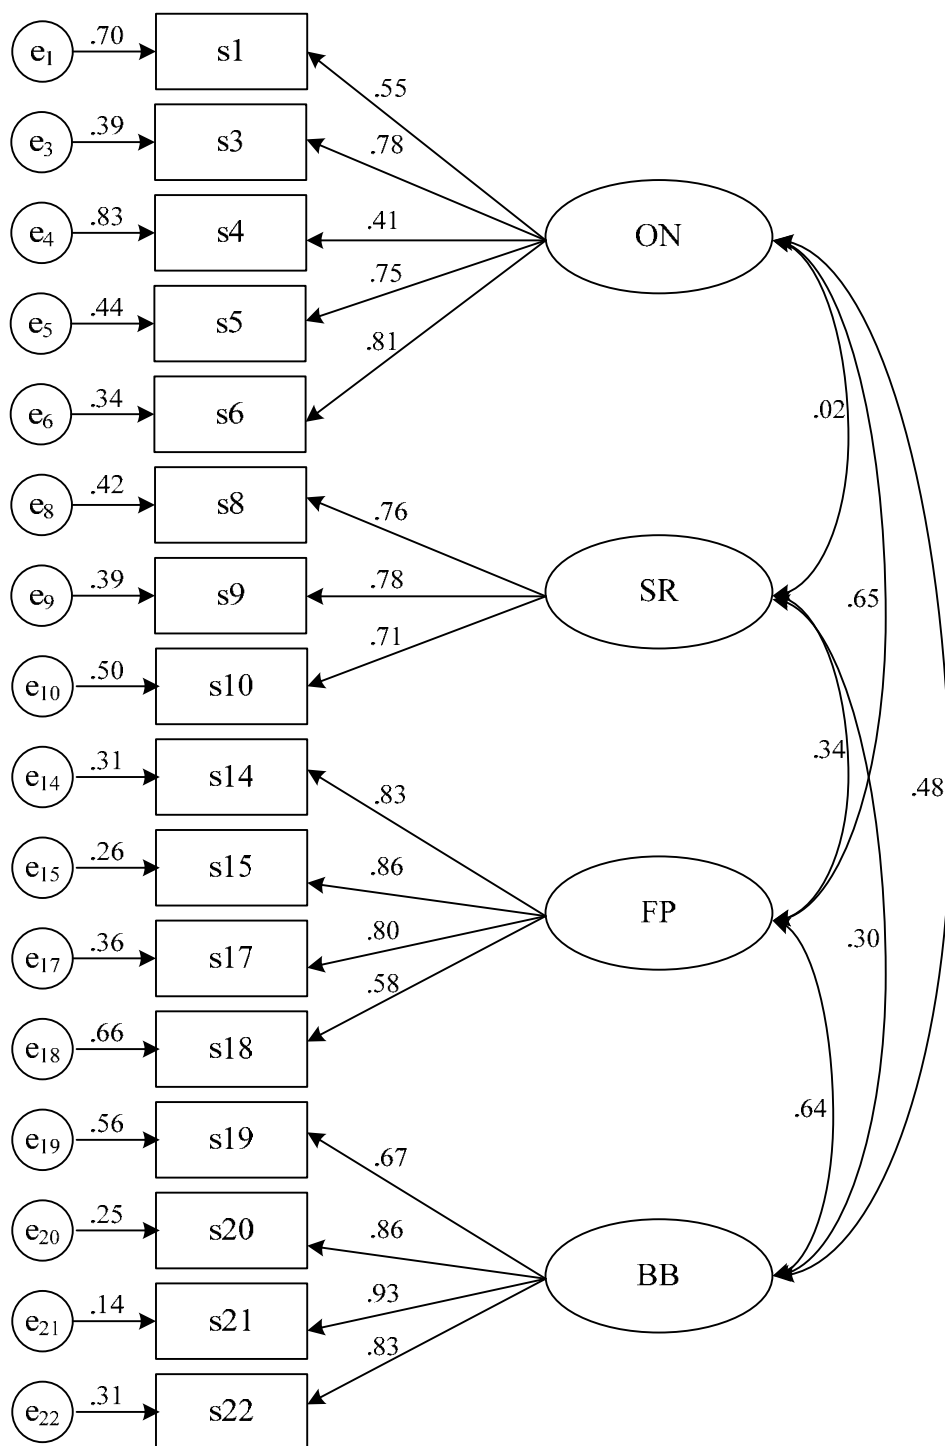 e1 .70 s1
.55
e3 .39 s3
.78
e4 .83 s4 .41 ON
e5 .44 s5 .75
.81
e6 .34 s6
.02
e8 .42 s8 .76
e9 .39 s9 .78 SR .65
.71
e10 .50 s10
.34
e14 .31 s14 .83 .48
e15 .26 s15 .86 FP
e17 .36 s17 .80 .30
.58
e18 .66 s18
.64
e19 .56 s19 .67
e20 .25 s20 .86 BB
e21 .14 s21 .93
.83
e22 .31 s22